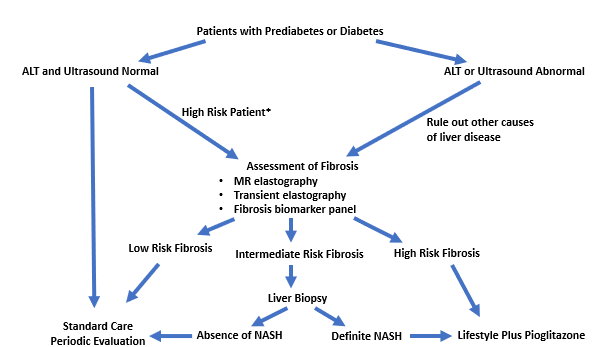 Patients with Prediabetes or Diabetes
ALT and Ultrasound Normal
ALT or Ultrasound Abnormal
High Risk Patient*
Rule out other causes
of liver disease
Assessment of Fibrosis
• MR elastography
• Transient elastography
• Fibrosis biomarker panel
Low Risk Fibrosis
Intermediate Risk Fibrosis
High Risk Fibrosis
Liver Biopsy
Standard Care
Periodic Evaluation
Absence of NASH
Definite NASH
Lifestyle Plus Pioglitazone